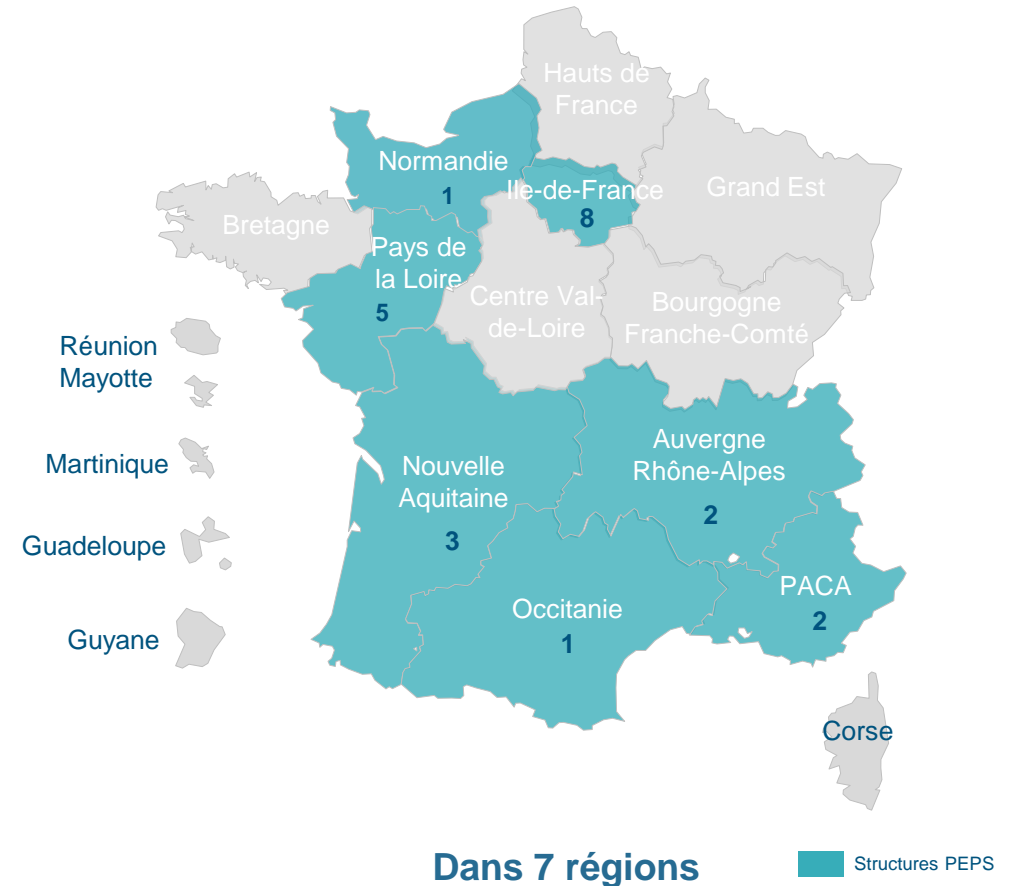 Hauts de
France
Normandie
1
Ile-de-France
8
Grand Est
Bretagne
Pays de
la Loire
5
Centre Val-
de-Loire
Bourgogne
Franche-Comté
Réunion
Mayotte
Martinique
Guadeloupe
Guyane
Nouvelle
Aquitaine
3
Auvergne
Rhône-Alpes
2
Occitanie
1
PACA
2
Corse
Dans 7 régions
Structures PEPS